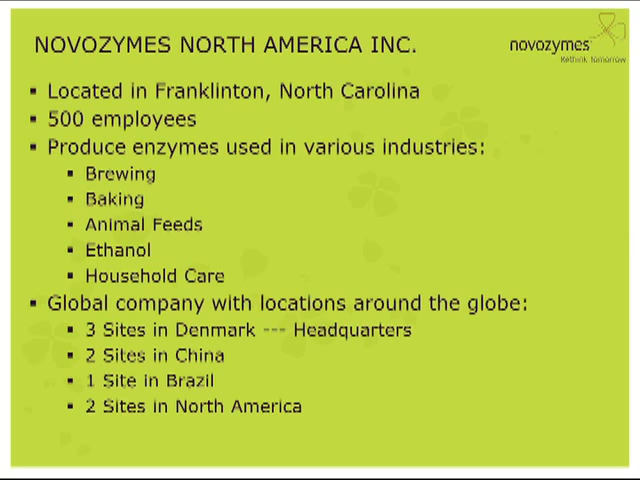 NOVOZYMES NORTH AMERICA INC.
novozymes
Rethink Tomorrow
▪ Located in Franklinton, North Carolina
▪ 500 employees
▪ Produce enzymes used in various industries:
▪ Brewing
▪ Baking
▪ Animal Feeds
▪ Ethanol
▪ Household Care
▪ Global company with locations around the globe:
▪ 3 Sites in Denmark --- Headquarters
▪ 2 Sites in China
▪ 1 Site in Brazil
▪ 2 Sites in North America